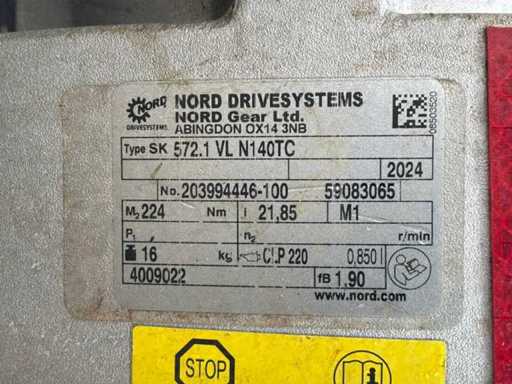 NORD
DRIVESYSTEMS
NORD DRIVESYSTEMS
NORD Gear Ltd.
ABINGDON OX14 3NB
08503520
Type SK 572.1 VL N140TC
2024
No. 203994446-100 59083065
M₂ 224 Nm i 21,85 M1
P₁ n₂ r/min
16 kg CLP 220 0,850 l
4009022 fB 1,90
www.nord.com
STOP